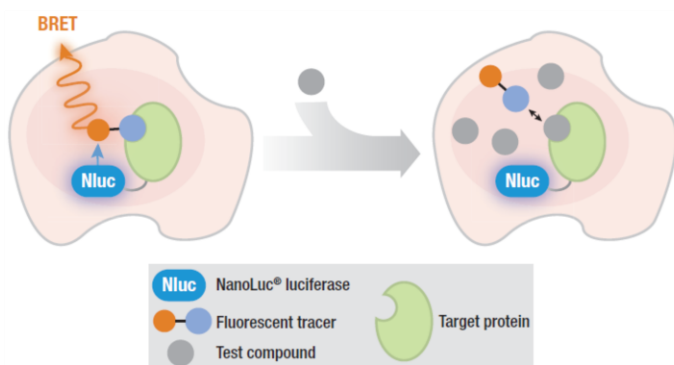 BRET
Nluc
Nluc
Nluc NanoLuc® luciferase
Fluorescent tracer
Target protein
Test compound